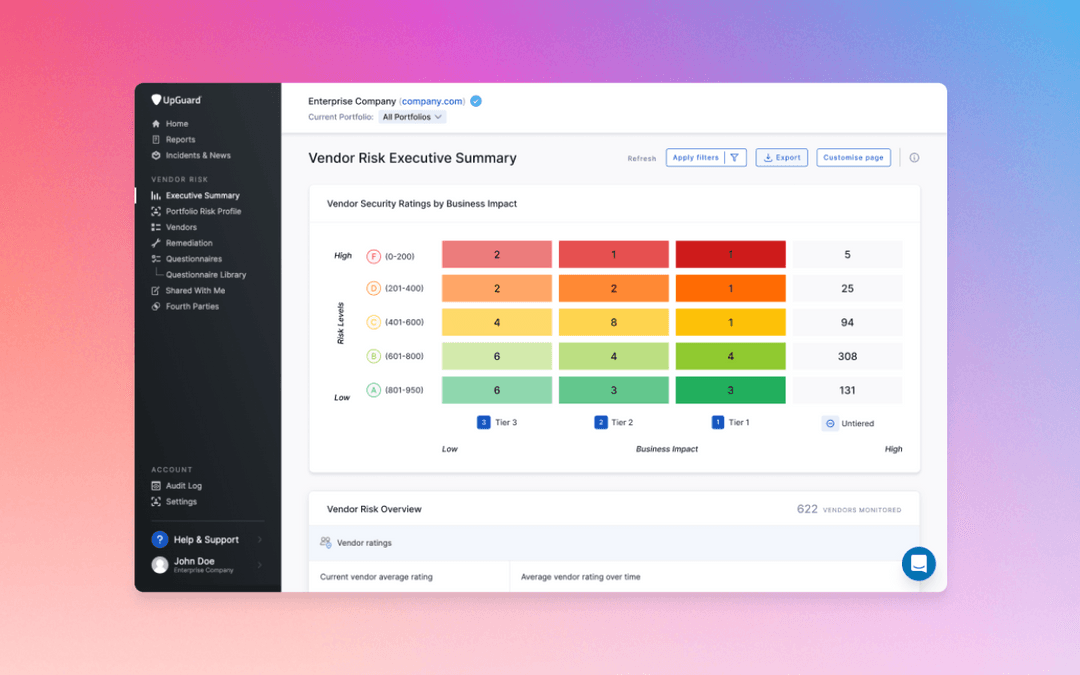 UpGuard
Home
Reports
Incidents & News
VENDOR RISK
Executive Summary
Portfolio Risk Profile
Vendors
Remediation
Questionnaires
Questionnaire Library
Shared With Me
Fourth Parties
ACCOUNT
Audit Log
Settings
? Help & Support
John Doe
Enterprise Company
Enterprise Company (company.com)
Current Portfolio: All Portfolios
Vendor Risk Executive Summary
Refresh Apply filters Export Customise page
Vendor Security Ratings by Business Impact
High F (0-200) 2 1 1 5
D (201-400) 2 2 1 25
Risk Levels
C (401-600) 4 8 1 94
B (601-800) 6 4 4 308
A (801-950) 6 3 3 131
Low
3 Tier 3 2 Tier 2 1 Tier 1 Untiered
Low Business Impact High
Vendor Risk Overview 622 VENDORS MONITORED
Vendor ratings
Current vendor average rating Average vendor rating over time